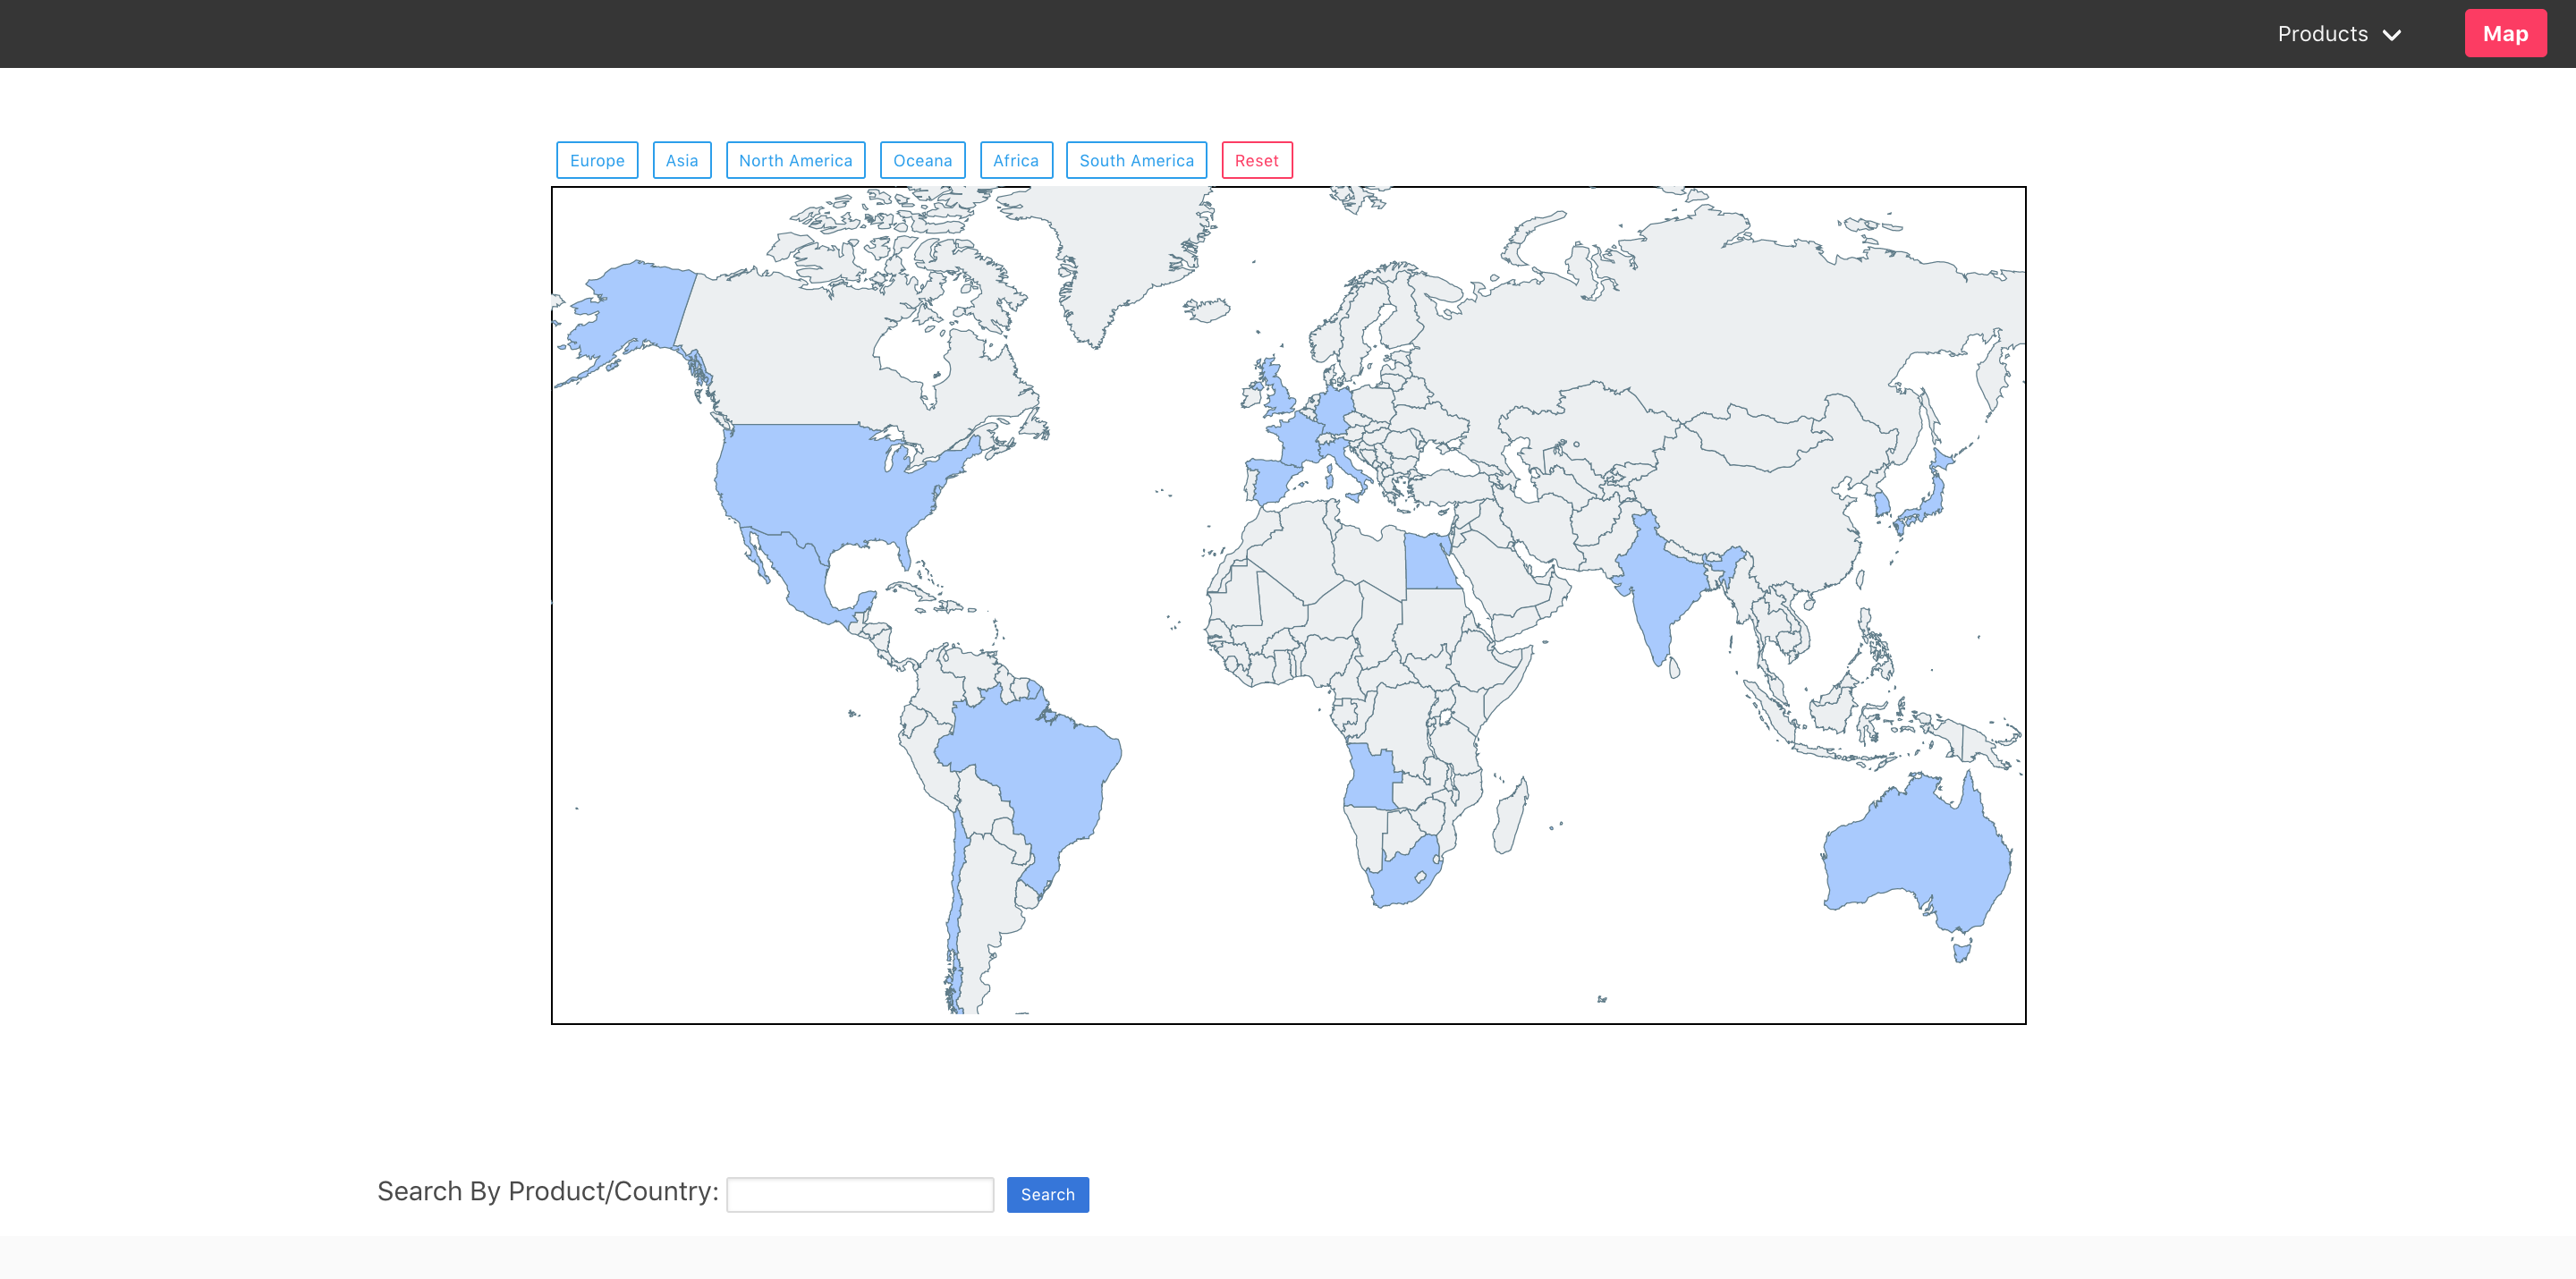 Products
Map
Europe Asia North America Oceana Africa South America Reset
Search By Product/Country: Search